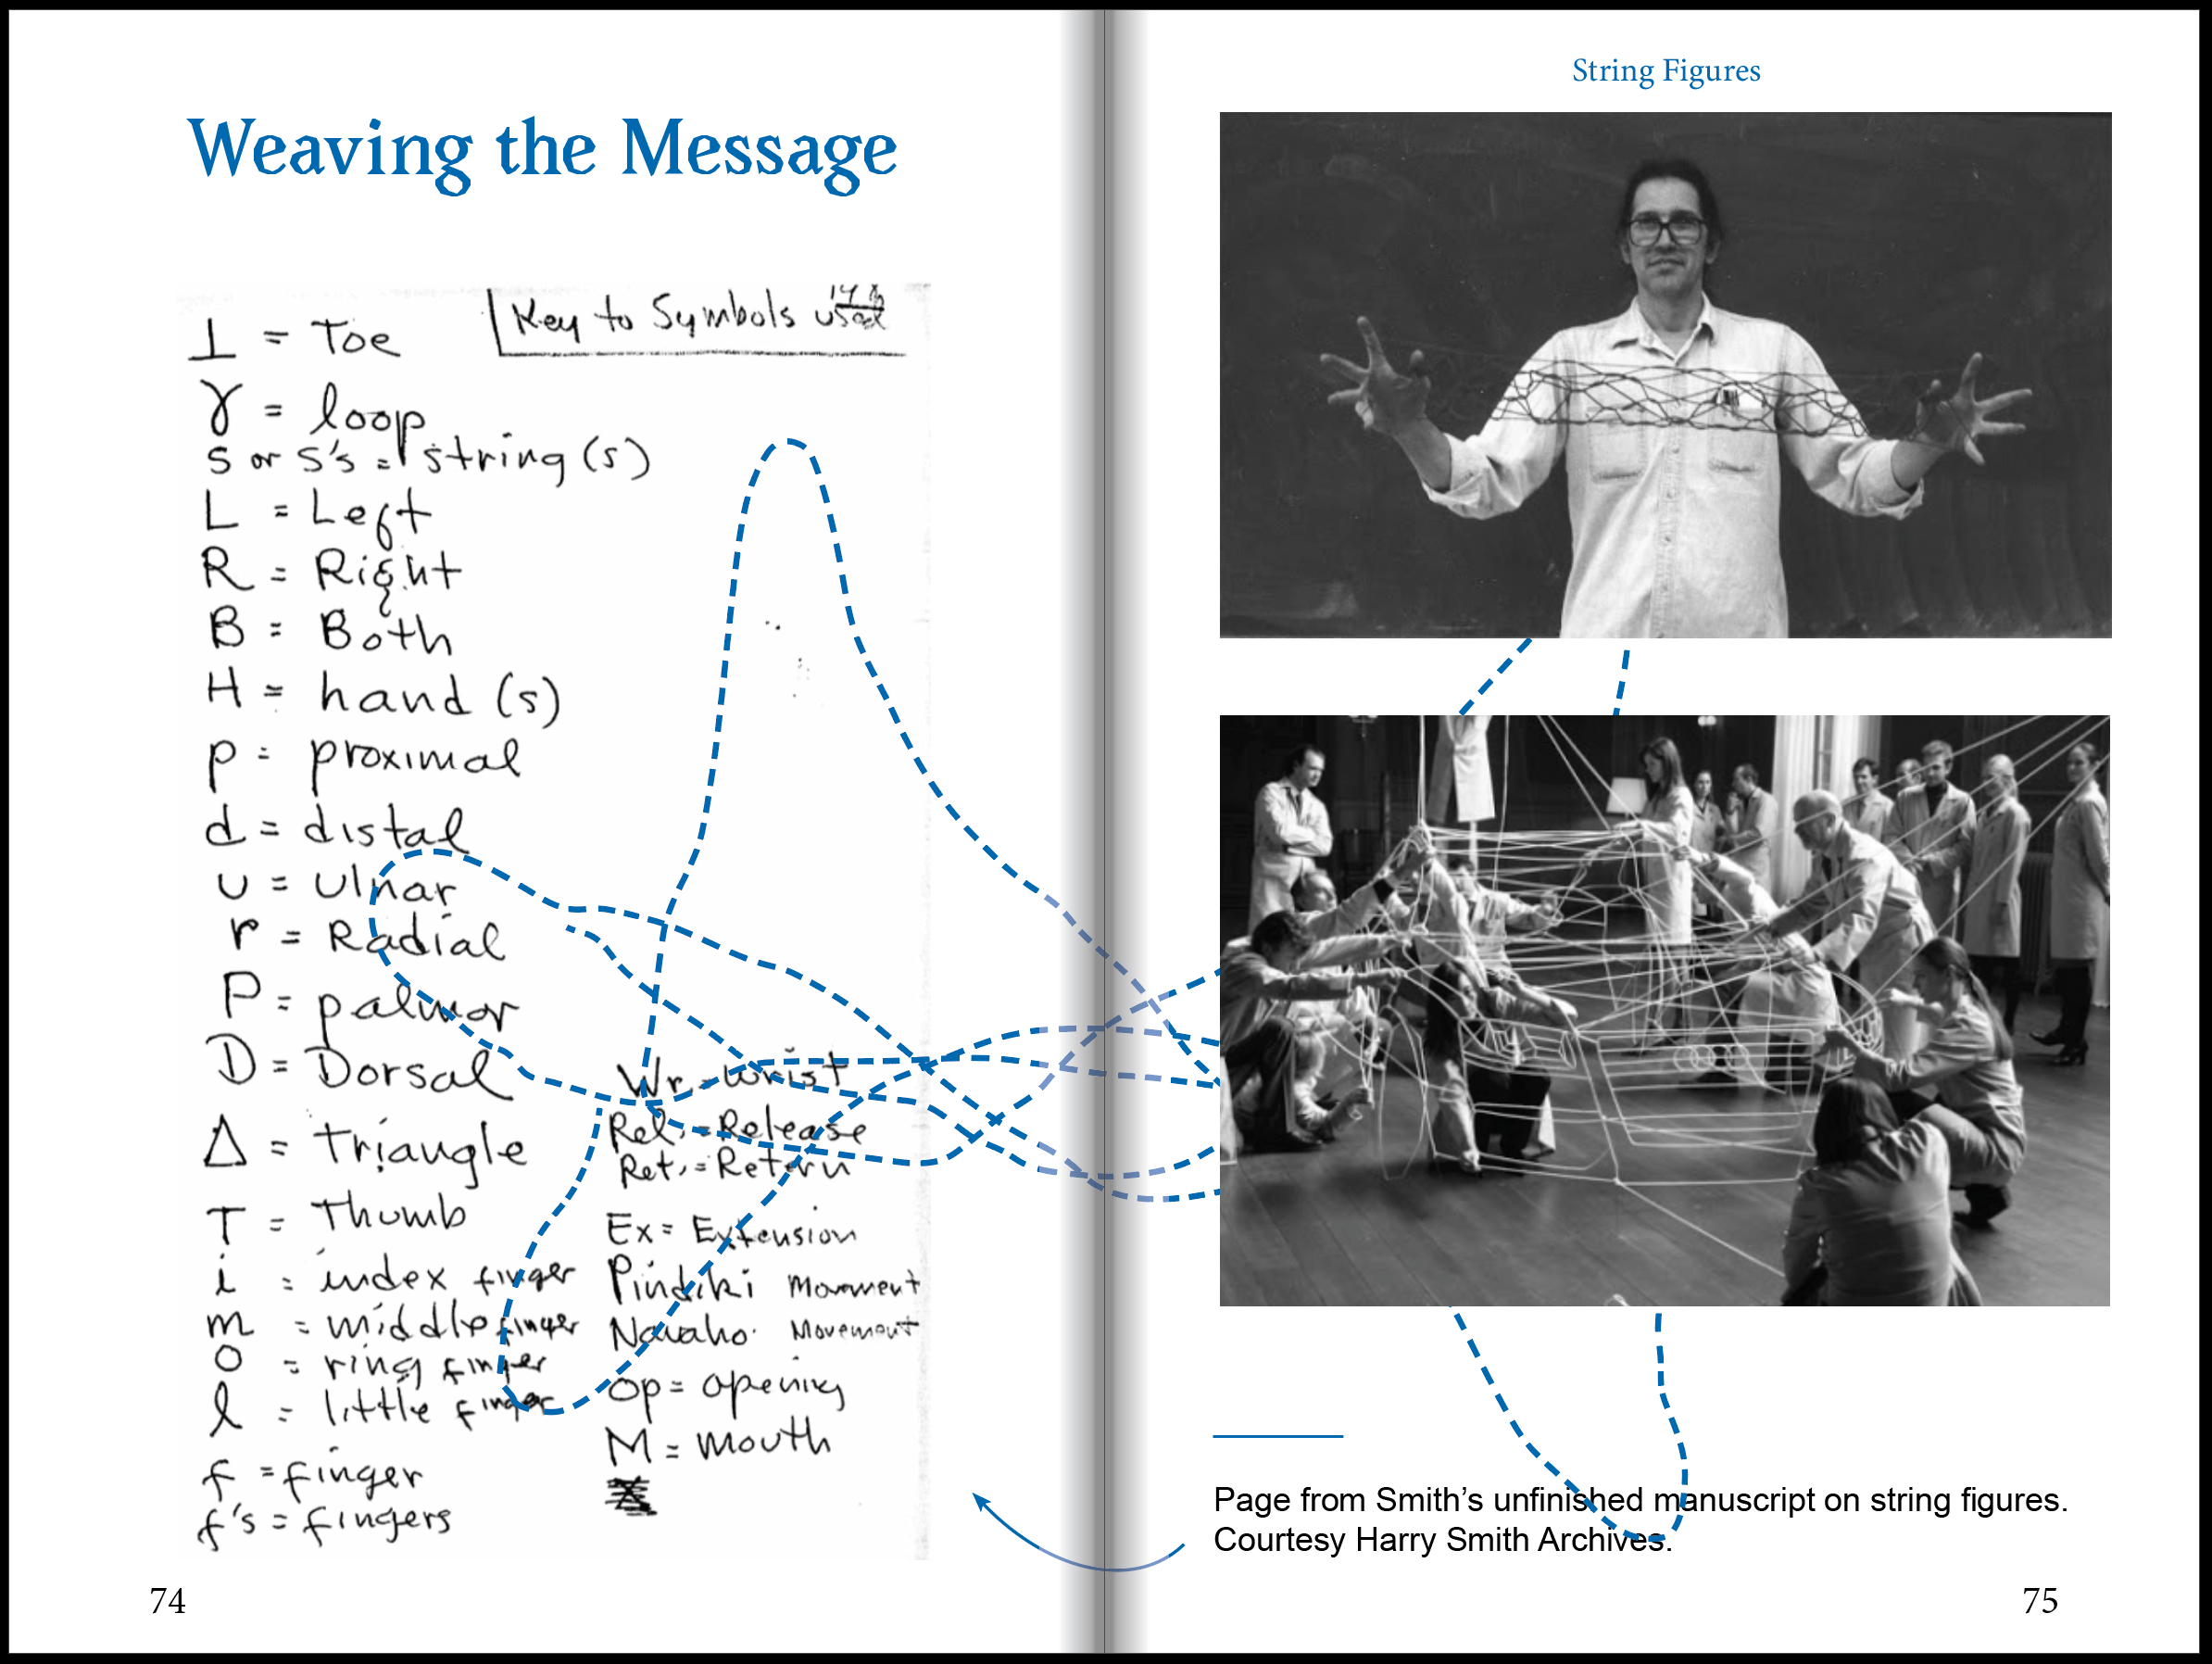 Weaving the Message
Key to Symbols used
⊥ = Toe
γ = loop
s or s's = string (s)
L = Left
R = Right
B = Both
H = hand (s)
p = proximal
d = distal
u = Ulnar
r = Radial
P = palmar
D = Dorsal
Δ = Triangle
T = Thumb
i = index finger
m = middle finger
o = ring finger
l = little finger
f = finger
f's = fingers
Wr = wrist
Rel. = Release
Ret. = Return
Ex = Extension
Pindiki Movement
Navaho Movement
Op = opening
M = mouth
74
String Figures
Page from Smith’s unfinished manuscript on string figures.
Courtesy Harry Smith Archives.
75